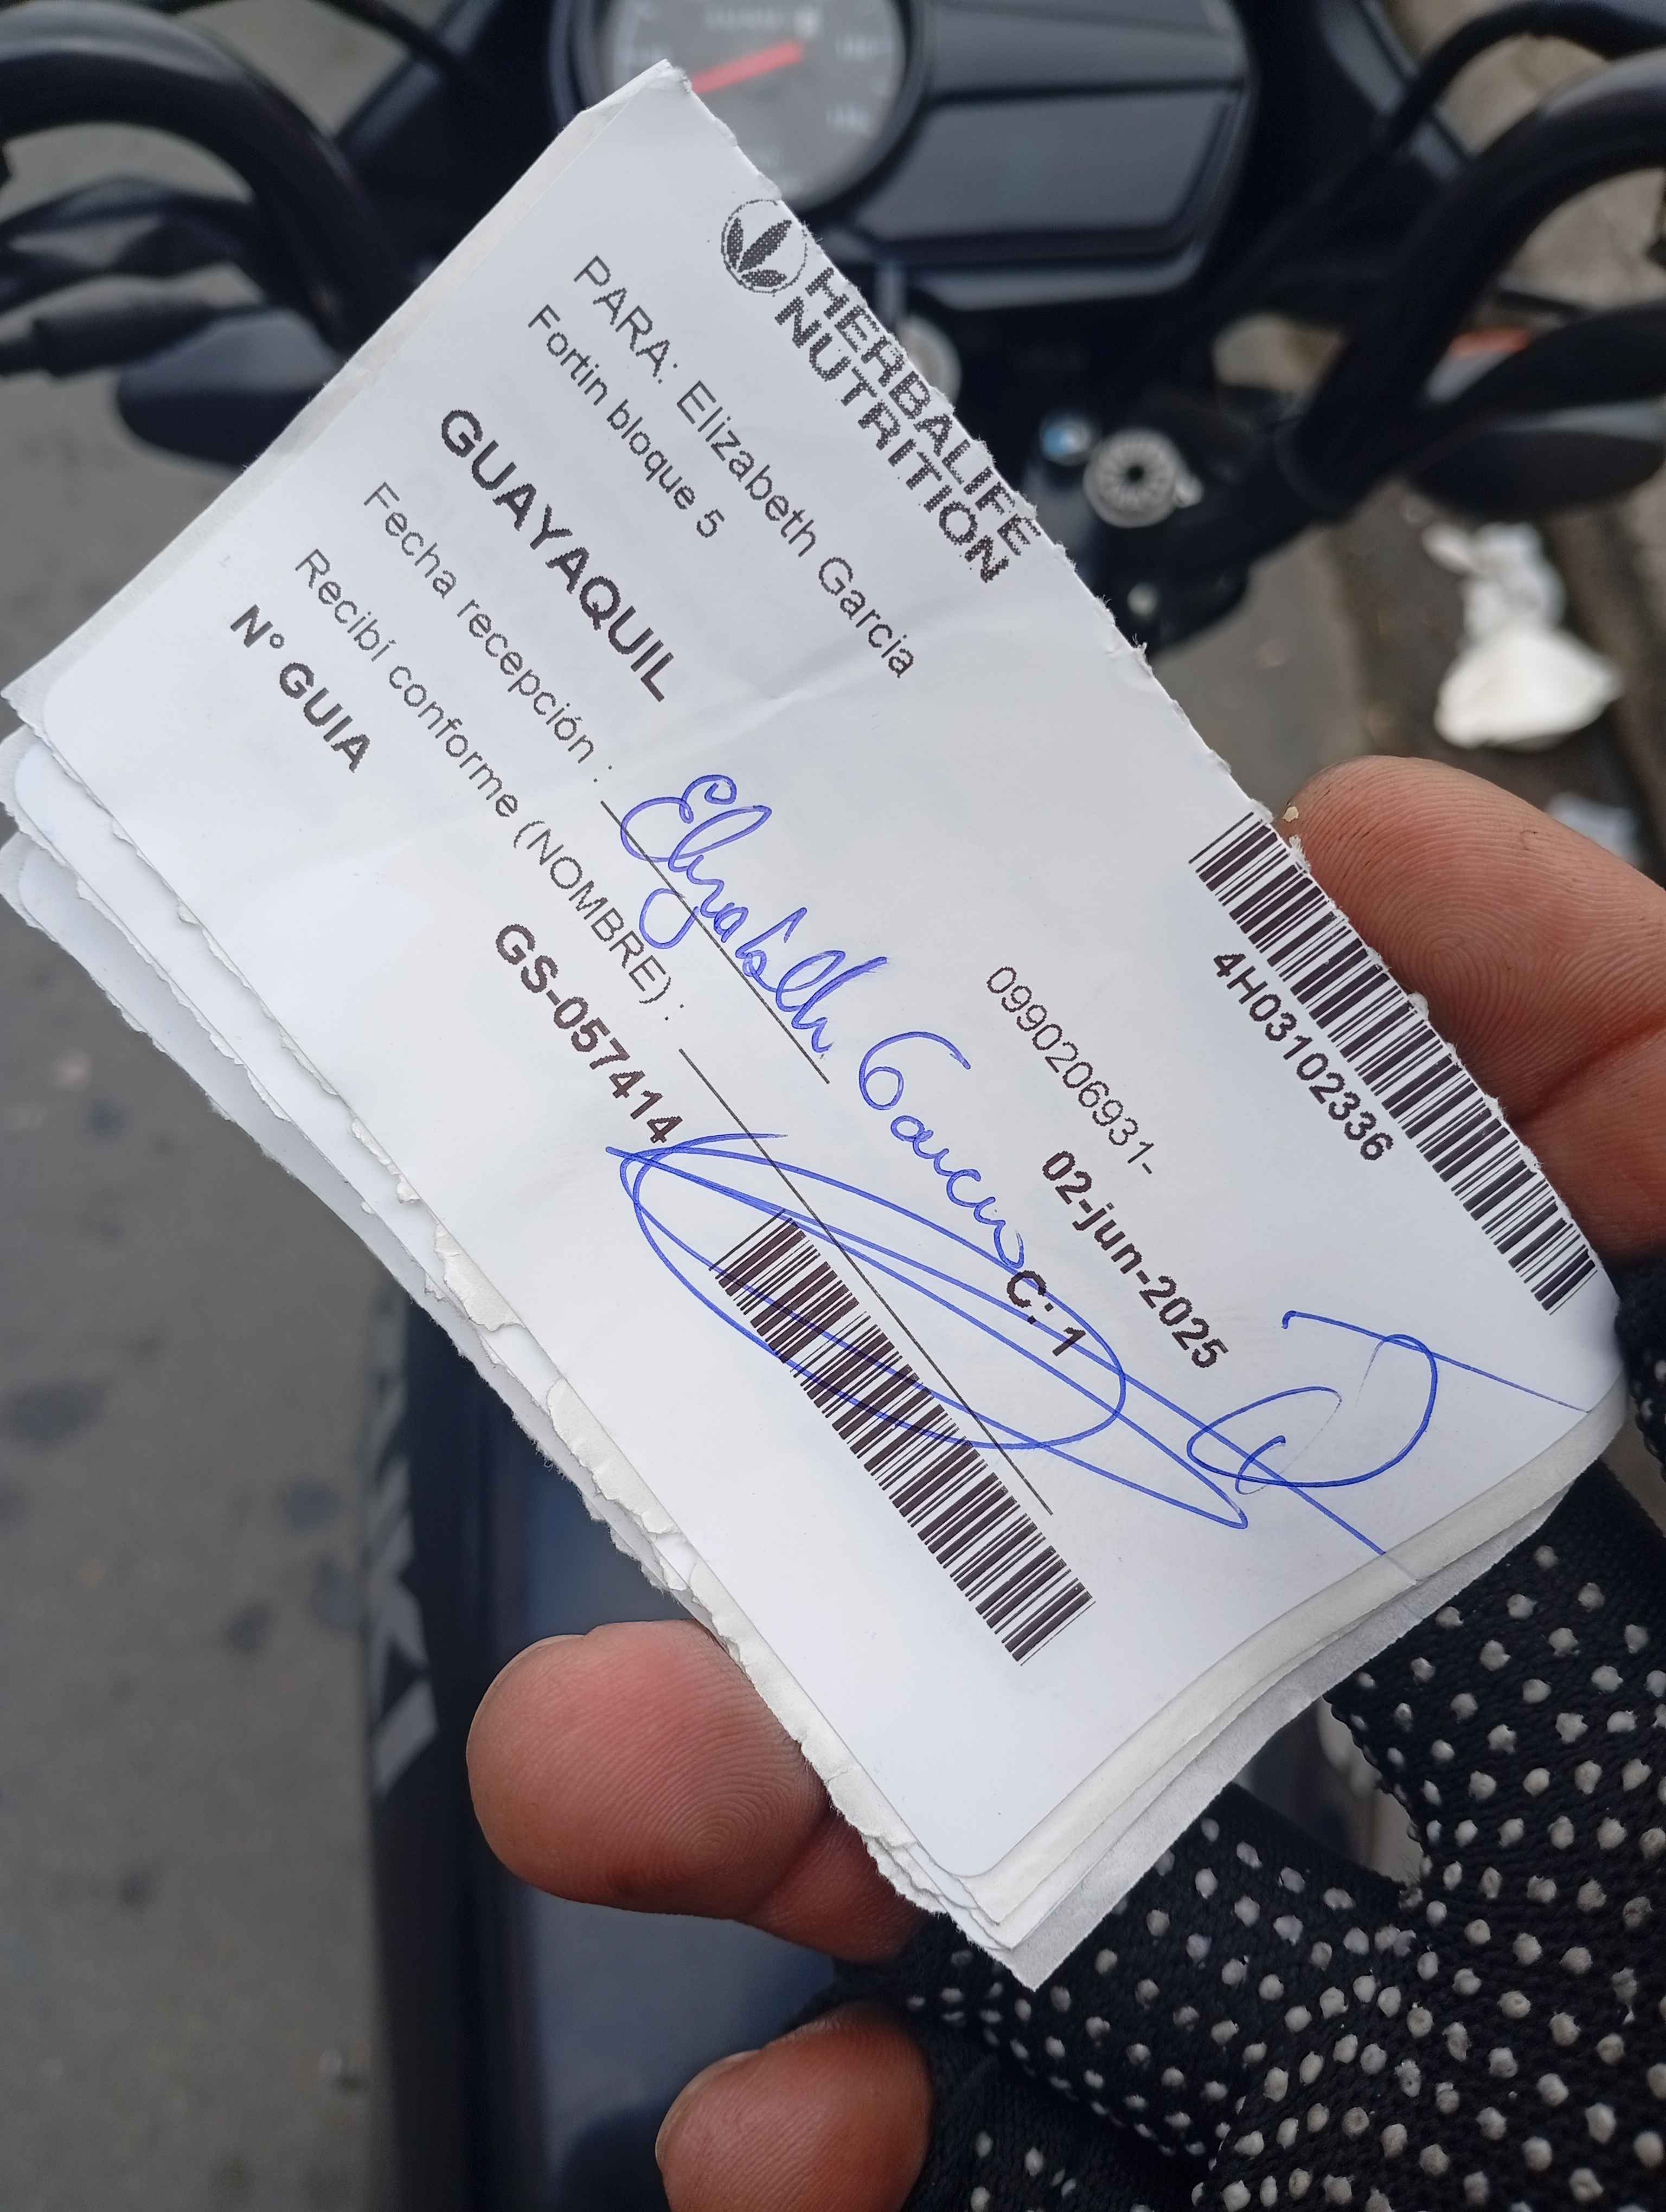 HERBALIFE
NUTRITION
4H03102336
PARA: Elizabeth Garcia
0990206931-
Fortin bloque 5
GUAYAQUIL
02-jun-2025
Fecha recepción :
Elizabeth Garcia
C: 1
Recibí conforme (NOMBRE) :
N° GUIA
GS-057414